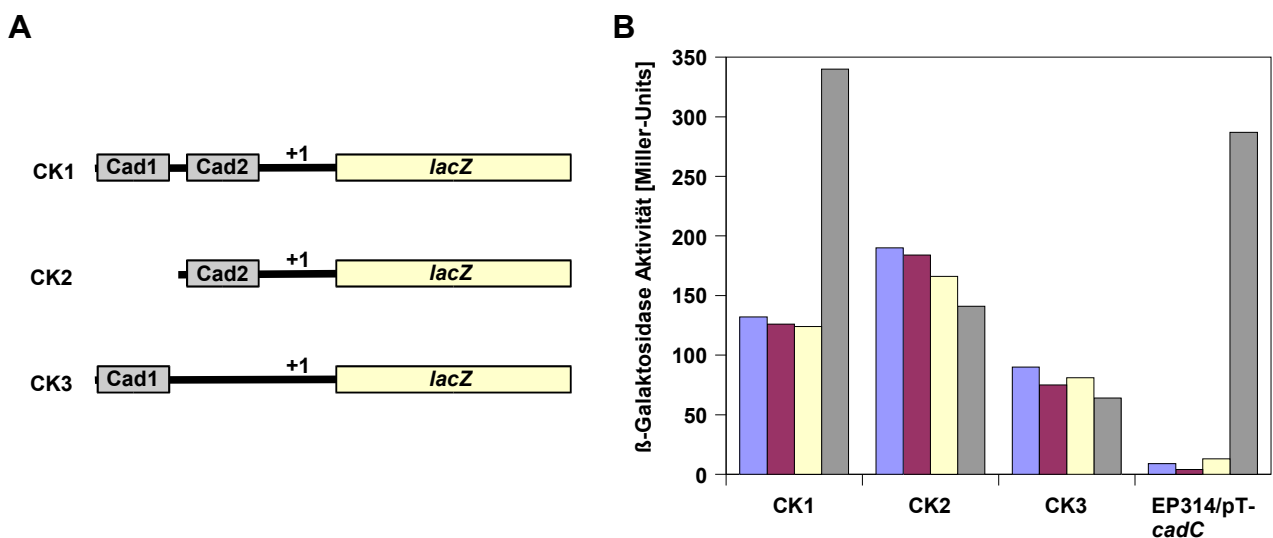 A
CK1 Cad1 Cad2 +1 lacZ
CK2 Cad2 +1 lacZ
CK3 Cad1 +1 lacZ
B
ß-Galaktosidase Aktivität [Miller-Units]
350
300
250
200
150
100
50
0
CK1 CK2 CK3 EP314/pT-
cadC